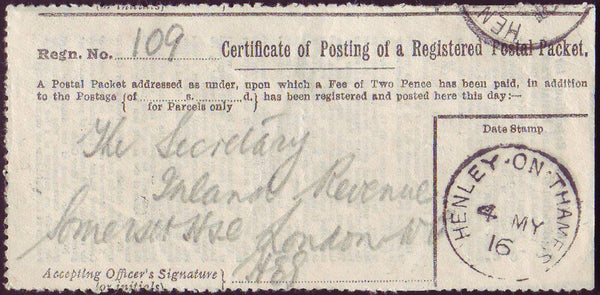 Regn. No. 109 Certificate of Posting of a Registered Postal Packet.
HEN
A Postal Packet addressed as under, upon which a Fee of Two Pence has been paid, in addition
to the Postage {of ............s. ............d.} has been registered and posted here this day:—
for Parcels only
The Secretary
Inland Revenue
Somerset Hse London
Date Stamp.
HENLEY-ON-THAMES
4 MY
16
Accepting Officer's Signature
(or initials)